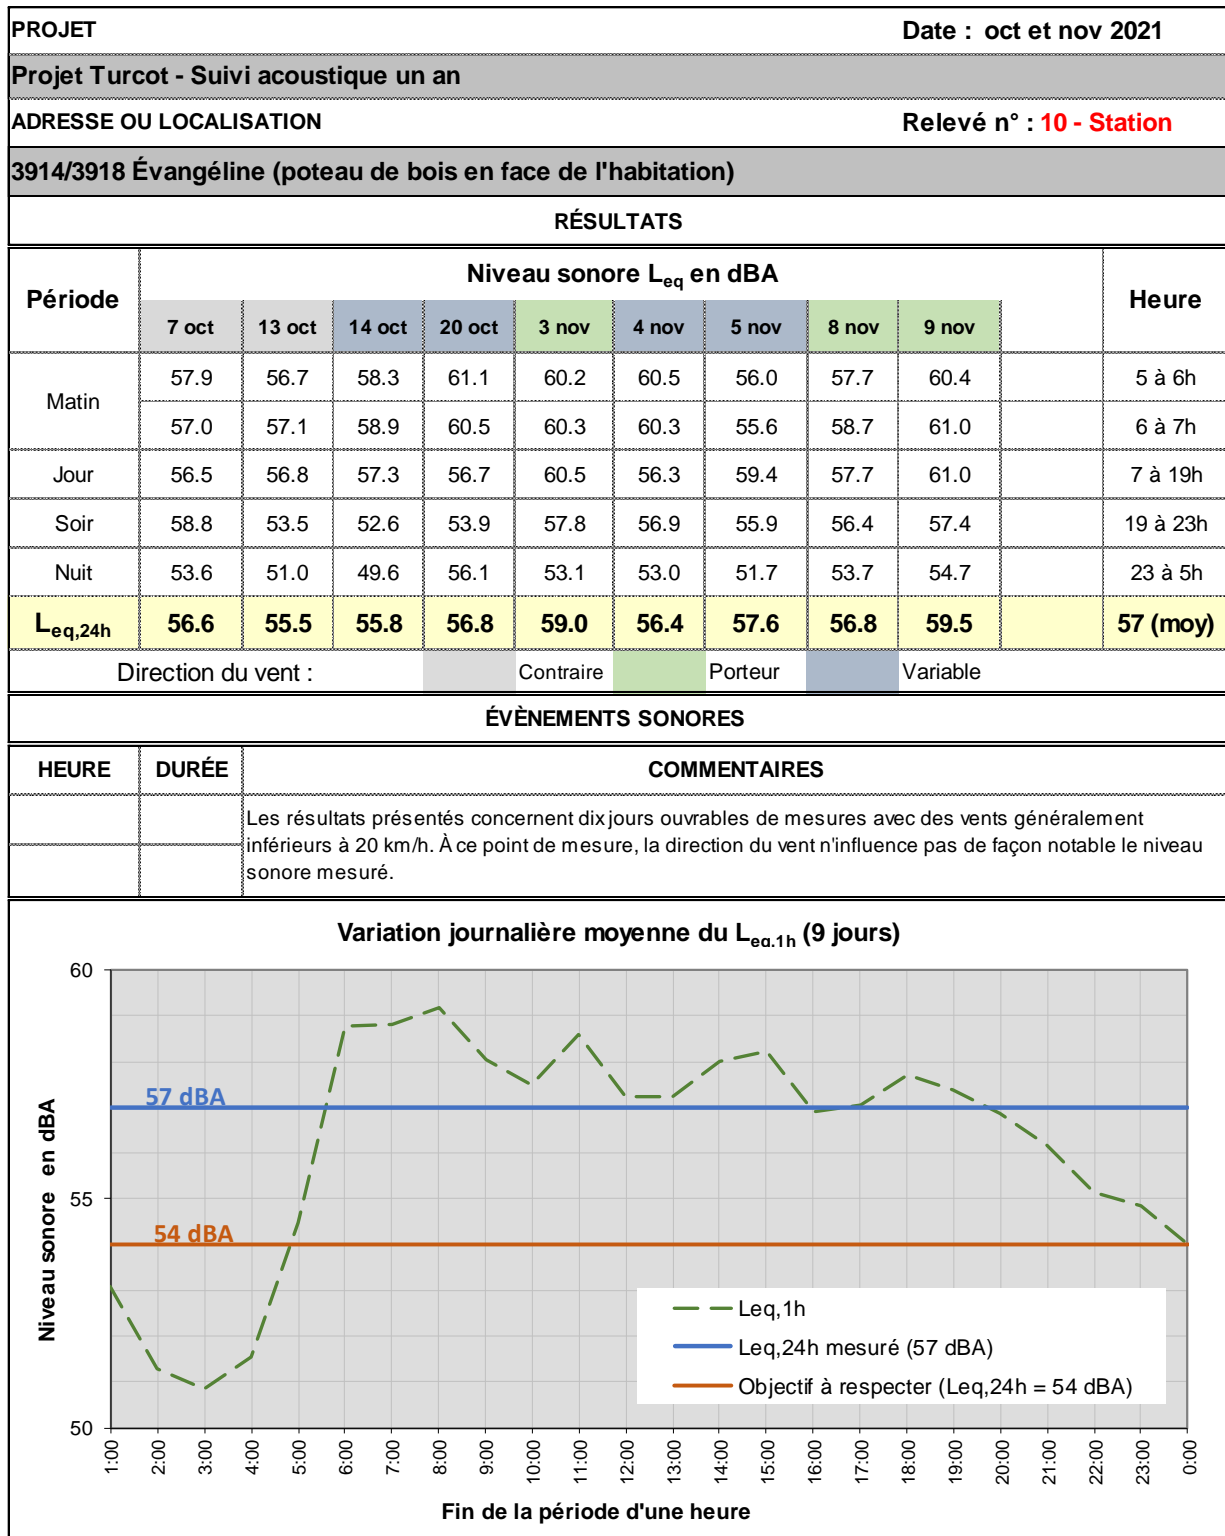 PROJET Date : oct et nov 2021
Projet Turcot - Suivi acoustique un an
ADRESSE OU LOCALISATION Relevé n° : 10 - Station
3914/3918 Évangéline (poteau de bois en face de l'habitation)
RÉSULTATS
Période Niveau sonore Leq en dBA Heure
7 oct 13 oct 14 oct 20 oct 3 nov 4 nov 5 nov 8 nov 9 nov
Matin 57.9 56.7 58.3 61.1 60.2 60.5 56.0 57.7 60.4 5 à 6h
57.0 57.1 58.9 60.5 60.3 60.3 55.6 58.7 61.0 6 à 7h
Jour 56.5 56.8 57.3 56.7 60.5 56.3 59.4 57.7 61.0 7 à 19h
Soir 58.8 53.5 52.6 53.9 57.8 56.9 55.9 56.4 57.4 19 à 23h
Nuit 53.6 51.0 49.6 56.1 53.1 53.0 51.7 53.7 54.7 23 à 5h
Leq,24h 56.6 55.5 55.8 56.8 59.0 56.4 57.6 56.8 59.5 57 (moy)
Direction du vent : Contraire Porteur Variable
ÉVÈNEMENTS SONORES
HEURE DURÉE COMMENTAIRES
Les résultats présentés concernent dix jours ouvrables de mesures avec des vents généralement
inférieurs à 20 km/h. À ce point de mesure, la direction du vent n'influence pas de façon notable le niveau
sonore mesuré.
Variation journalière moyenne du Leq,1h (9 jours)
Niveau sonore en dBA
60
55
50
57 dBA
54 dBA
Leq,1h
Leq,24h mesuré (57 dBA)
Objectif à respecter (Leq,24h = 54 dBA)
1:00 2:00 3:00 4:00 5:00 6:00 7:00 8:00 9:00 10:00 11:00 12:00 13:00 14:00 15:00 16:00 17:00 18:00 19:00 20:00 21:00 22:00 23:00 0:00
Fin de la période d'une heure